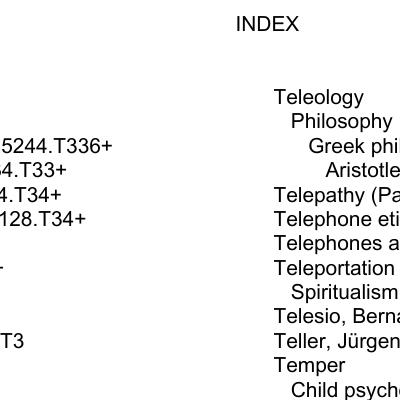 INDEX
5244.T336+
4.T33+
4.T34+
128.T34+
T3
Teleology
Philosophy
Greek phil
Aristotle
Telepathy (Pa
Telephone eti
Telephones a
Teleportation
Spiritualism
Telesio, Berna
Teller, Jürgen
Temper
Child psych